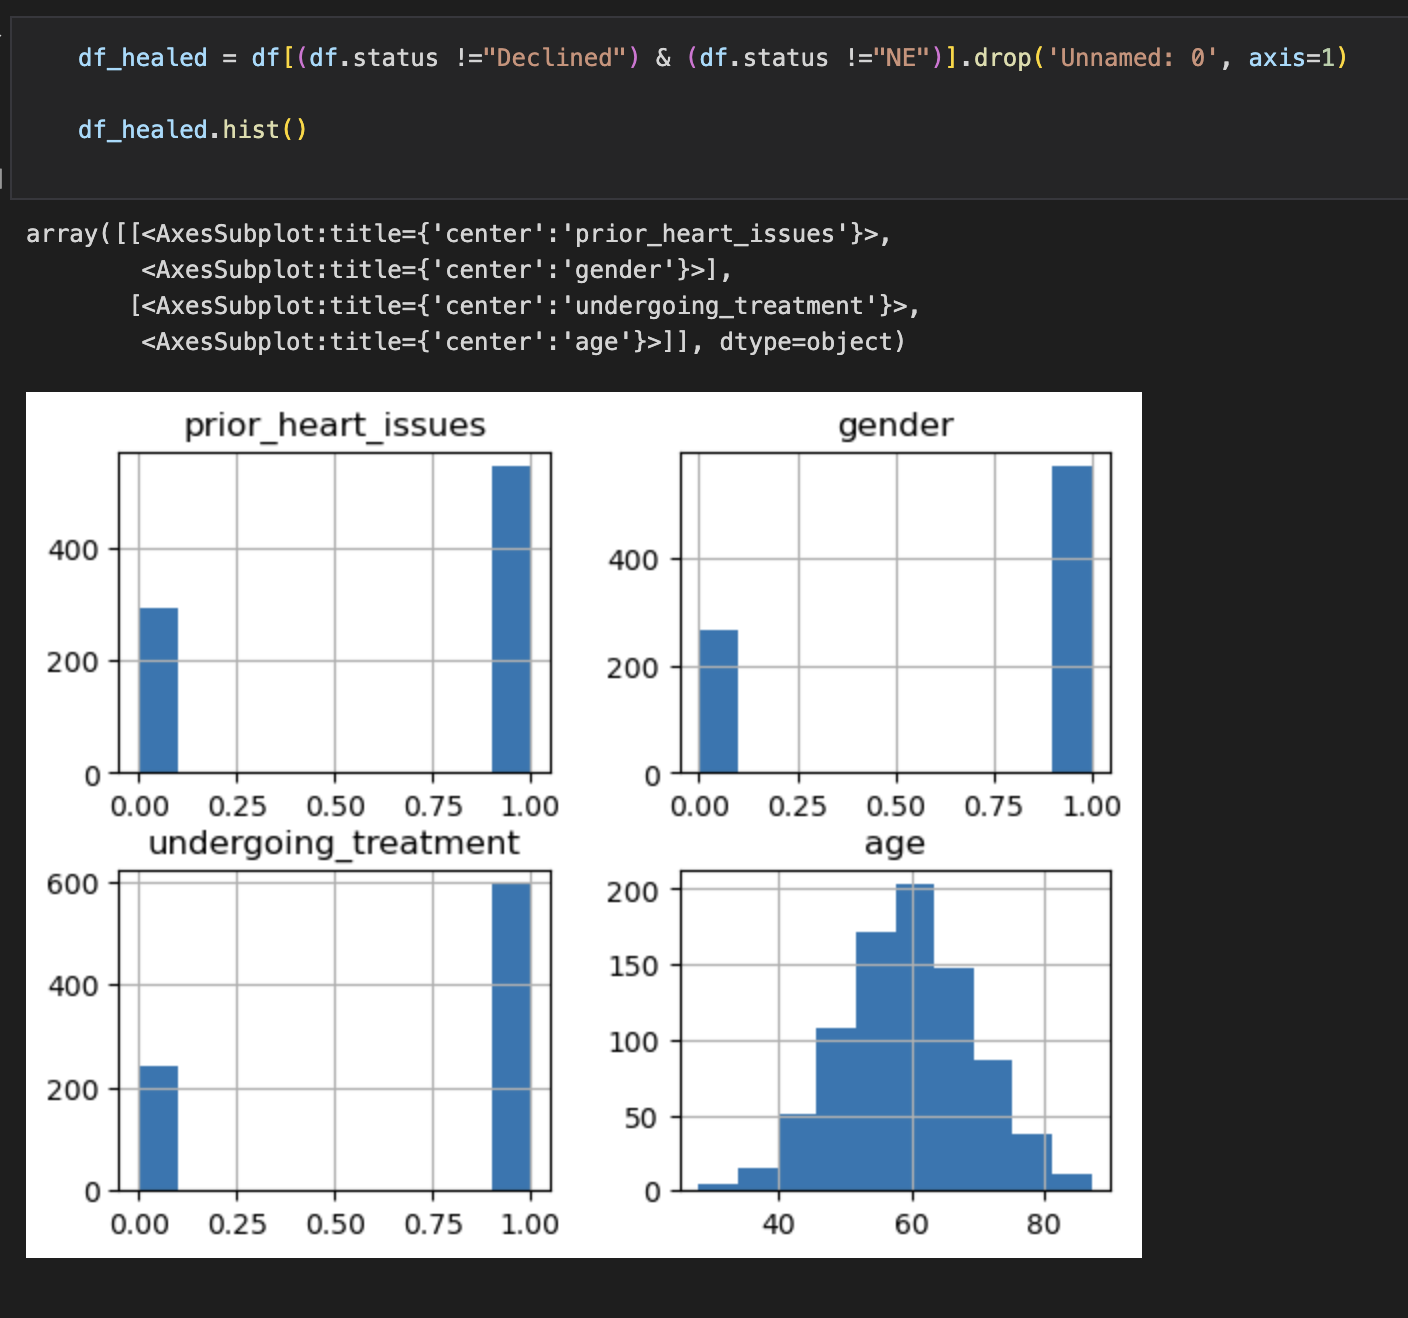 df_healed = df[(df.status !="Declined") & (df.status !="NE")].drop('Unnamed: 0', axis=1)
df_healed.hist()
array([[<AxesSubplot:title={'center':'prior_heart_issues'}>,
<AxesSubplot:title={'center':'gender'}>],
[<AxesSubplot:title={'center':'undergoing_treatment'}>,
<AxesSubplot:title={'center':'age'}>]], dtype=object)
prior_heart_issues
400
200
0
0.00 0.25 0.50 0.75 1.00
gender
400
200
0
0.00 0.25 0.50 0.75 1.00
undergoing_treatment
600
400
200
0
0.00 0.25 0.50 0.75 1.00
age
200
150
100
50
0
40 60 80